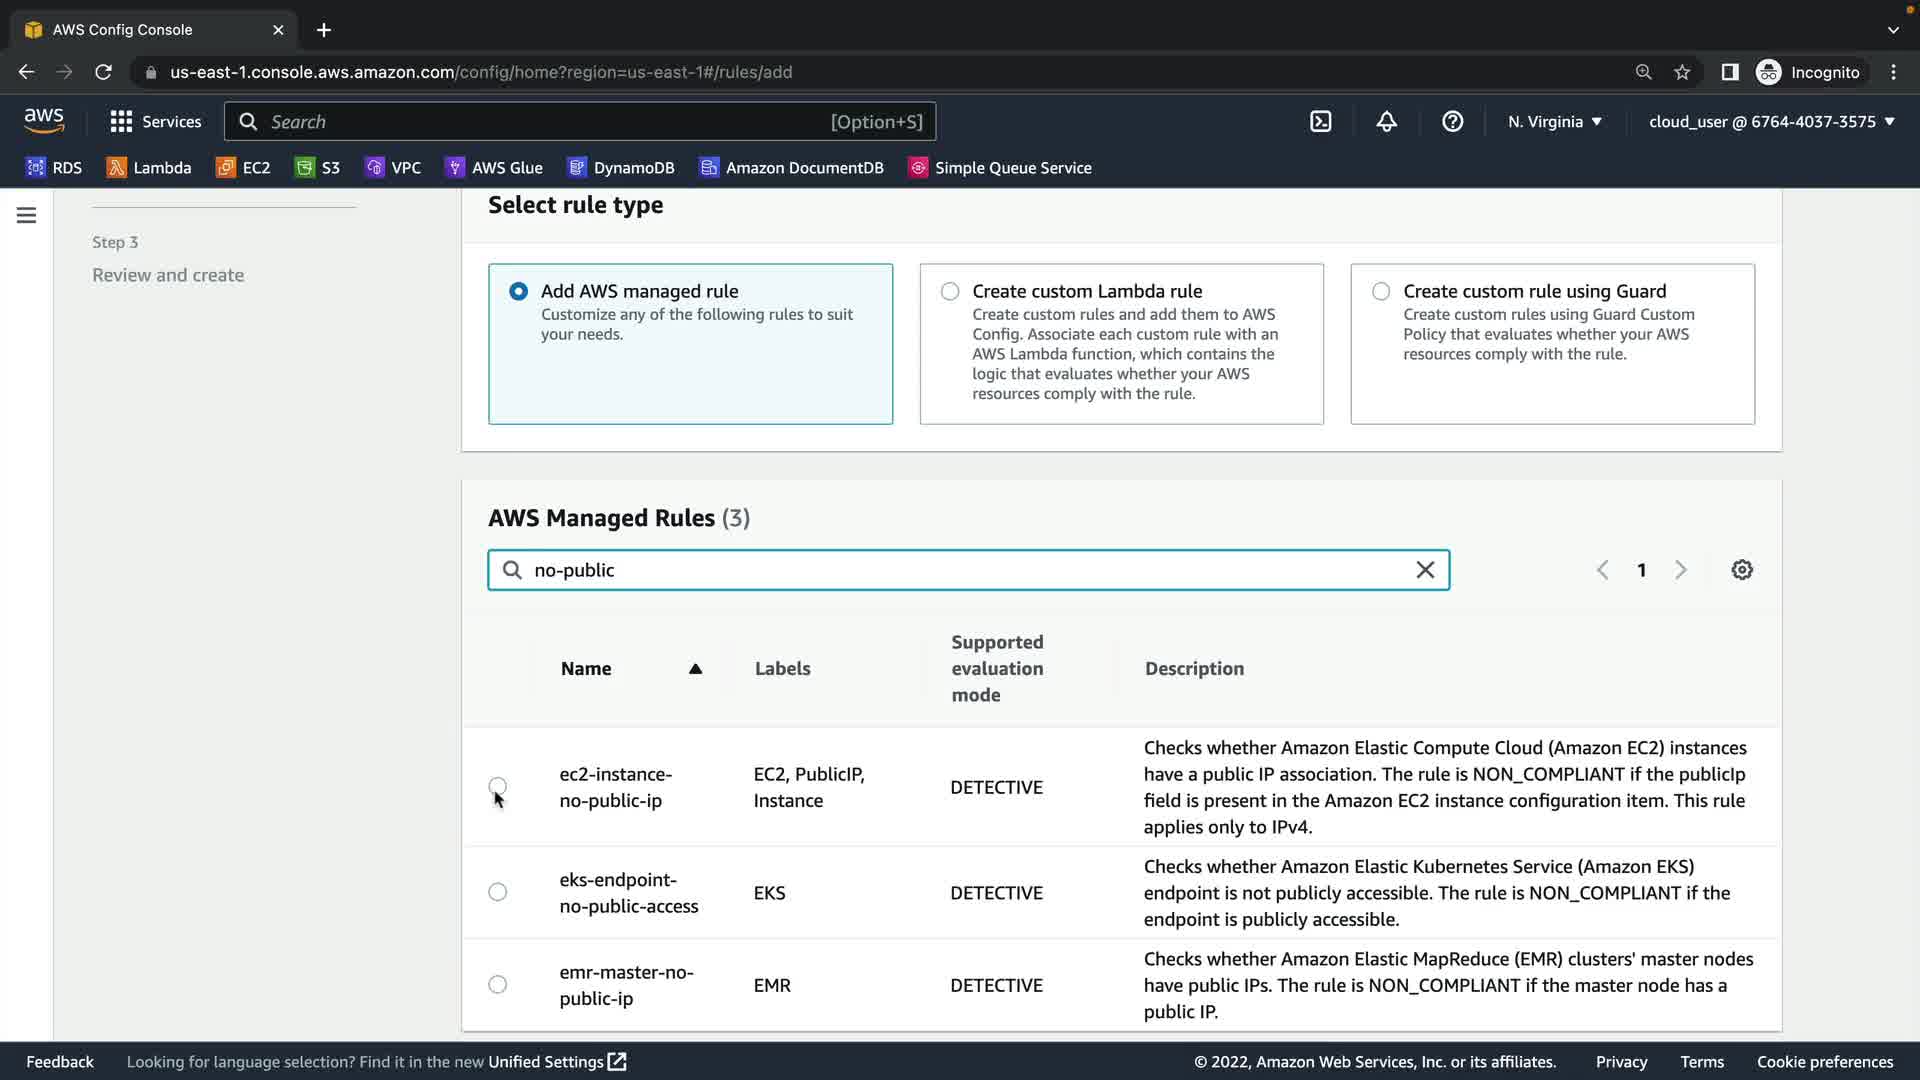 AWS Config Console
us-east-1.console.aws.amazon.com/config/home?region=us-east-1#/rules/add
Incognito
aws
Services
Search
[Option+S]
N. Virginia
cloud_user @ 6764-4037-3575
RDS
Lambda
EC2
S3
VPC
AWS Glue
DynamoDB
Amazon DocumentDB
Simple Queue Service
Step 3
Review and create
Select rule type
Add AWS managed rule
Customize any of the following rules to suit
your needs.
Create custom Lambda rule
Create custom rules and add them to AWS
Config. Associate each custom rule with an
AWS Lambda function, which contains the
logic that evaluates whether your AWS
resources comply with the rule.
Create custom rule using Guard
Create custom rules using Guard Custom
Policy that evaluates whether your AWS
resources comply with the rule.
AWS Managed Rules (3)
no-public
1
Name
Labels
Supported
evaluation
mode
Description
ec2-instance-
no-public-ip
EC2, PublicIP,
Instance
DETECTIVE
Checks whether Amazon Elastic Compute Cloud (Amazon EC2) instances
have a public IP association. The rule is NON_COMPLIANT if the publicIp
field is present in the Amazon EC2 instance configuration item. This rule
applies only to IPv4.
eks-endpoint-
no-public-access
EKS
DETECTIVE
Checks whether Amazon Elastic Kubernetes Service (Amazon EKS)
endpoint is not publicly accessible. The rule is NON_COMPLIANT if the
endpoint is publicly accessible.
emr-master-no-
public-ip
EMR
DETECTIVE
Checks whether Amazon Elastic MapReduce (EMR) clusters' master nodes
have public IPs. The rule is NON_COMPLIANT if the master node has a
public IP.
Feedback
Looking for language selection? Find it in the new Unified Settings
© 2022, Amazon Web Services, Inc. or its affiliates.
Privacy
Terms
Cookie preferences